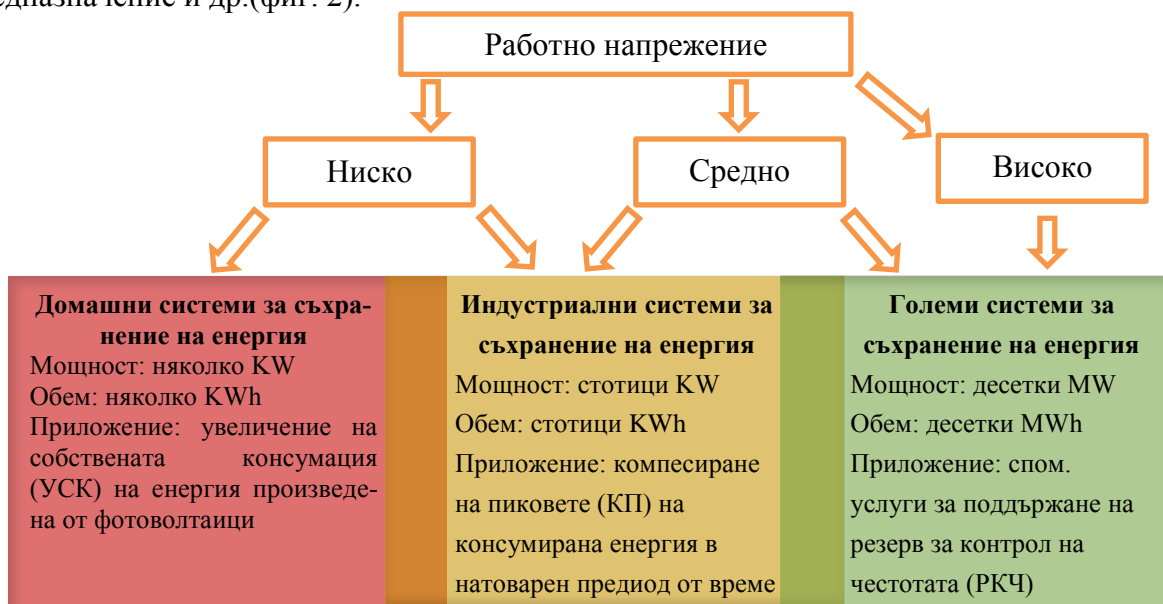 едназначение и др.(фиг. 2).
Работно напрежение
Ниско
Средно
Високо
Домашни системи за съхра-
нение на енергия
Мощност: няколко KW
Обем: няколко KWh
Приложение: увеличение на
собствената консумация
(УСК) на енергия произведе-
на от фотоволтаици
Индустриални системи за
съхранение на енергия
Мощност: стотици KW
Обем: стотици KWh
Приложение: компесиране
на пиковете (КП) на
консумирана енергия в
натоварен предиод от време
Големи системи за
съхранение на енергия
Мощност: десетки MW
Обем: десетки MWh
Приложение: спом.
услуги за поддържане на
резерв за контрол на
честотата (РКЧ)